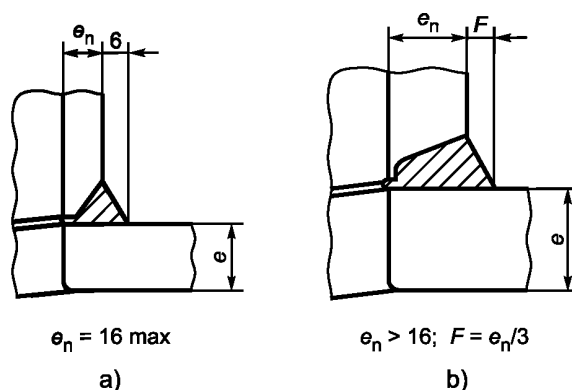 eₙ 6
eₙ F
e
e
eₙ = 16 max
eₙ > 16; F = eₙ/3
a)
b)